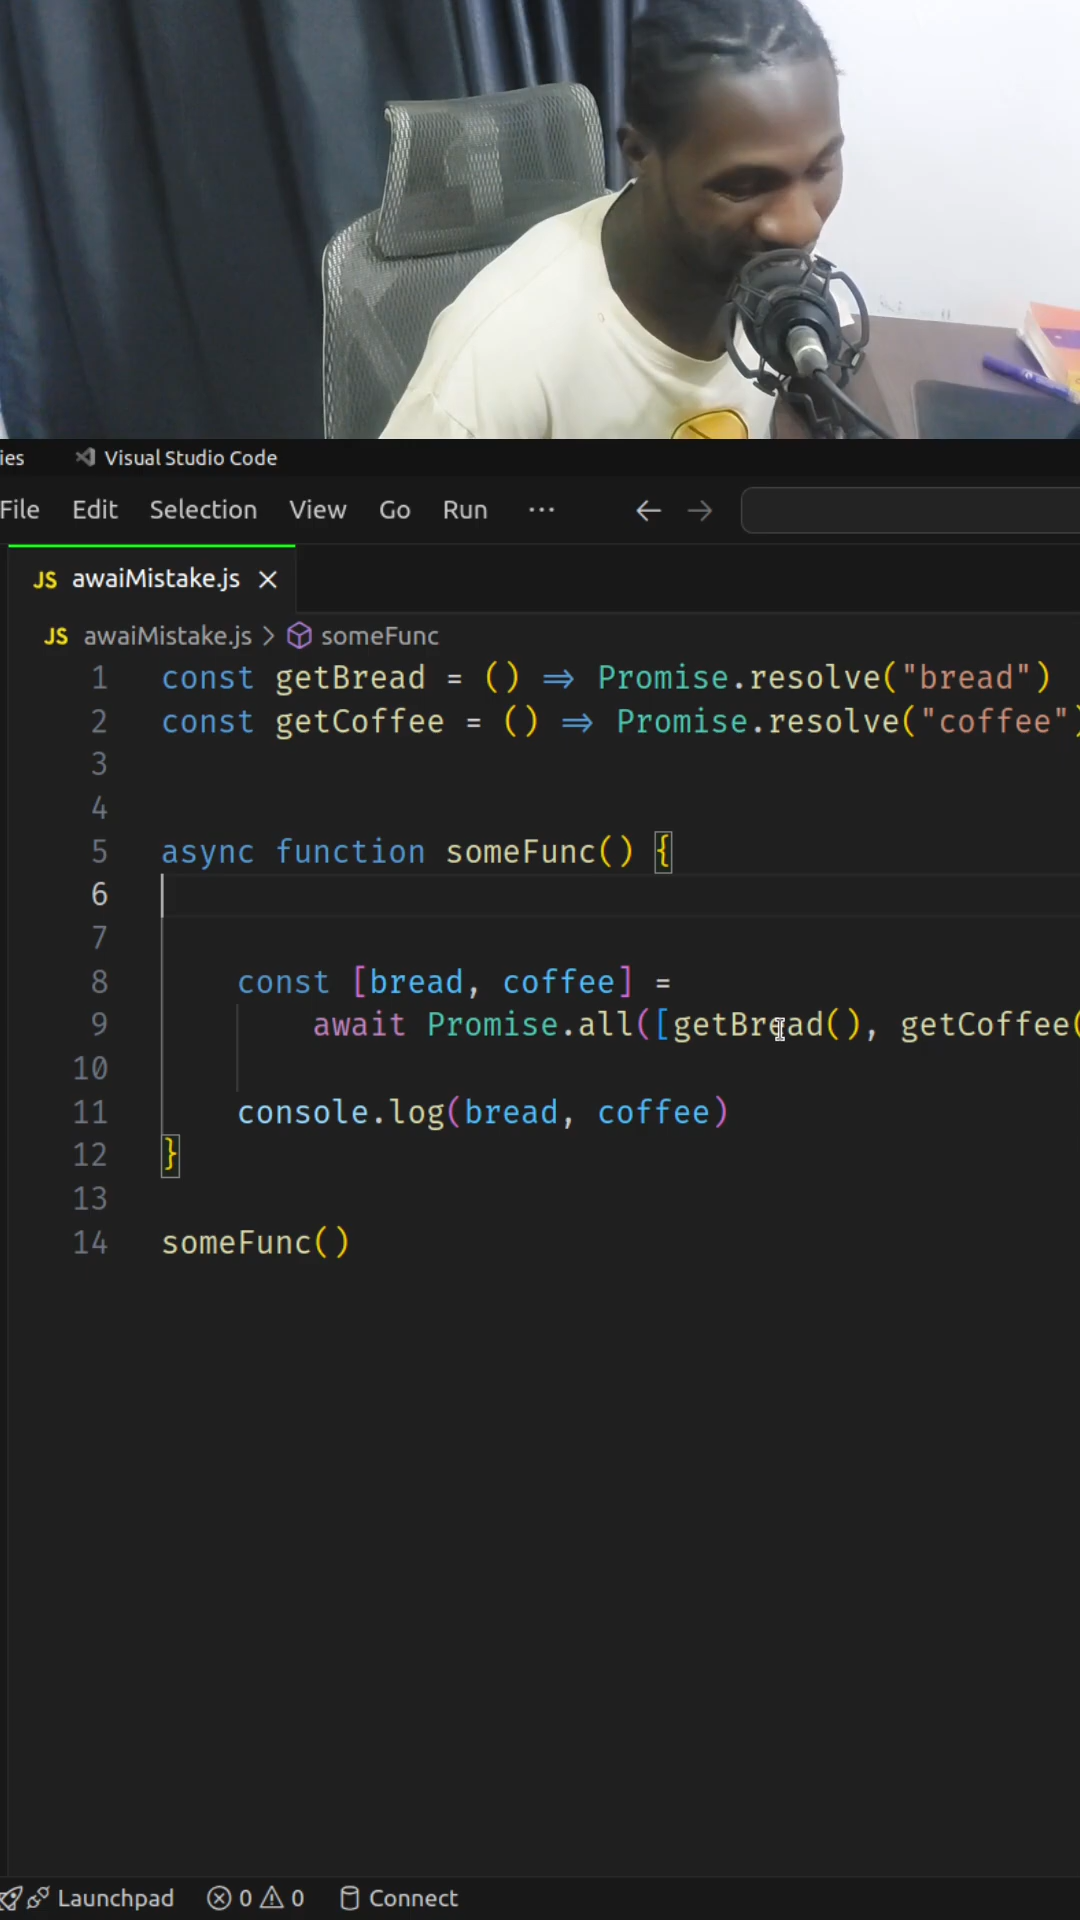 ies Visual Studio Code
File Edit Selection View Go Run ···
JS awaiMistake.js ×
JS awaiMistake.js > someFunc
1 const getBread = () => Promise.resolve("bread")
2 const getCoffee = () => Promise.resolve("coffee")
3
4
5 async function someFunc() {
6
7
8 const [bread, coffee] =
9 await Promise.all([getBread(), getCoffee(
10
11 console.log(bread, coffee)
12 }
13
14 someFunc()
Launchpad 0 0 Connect